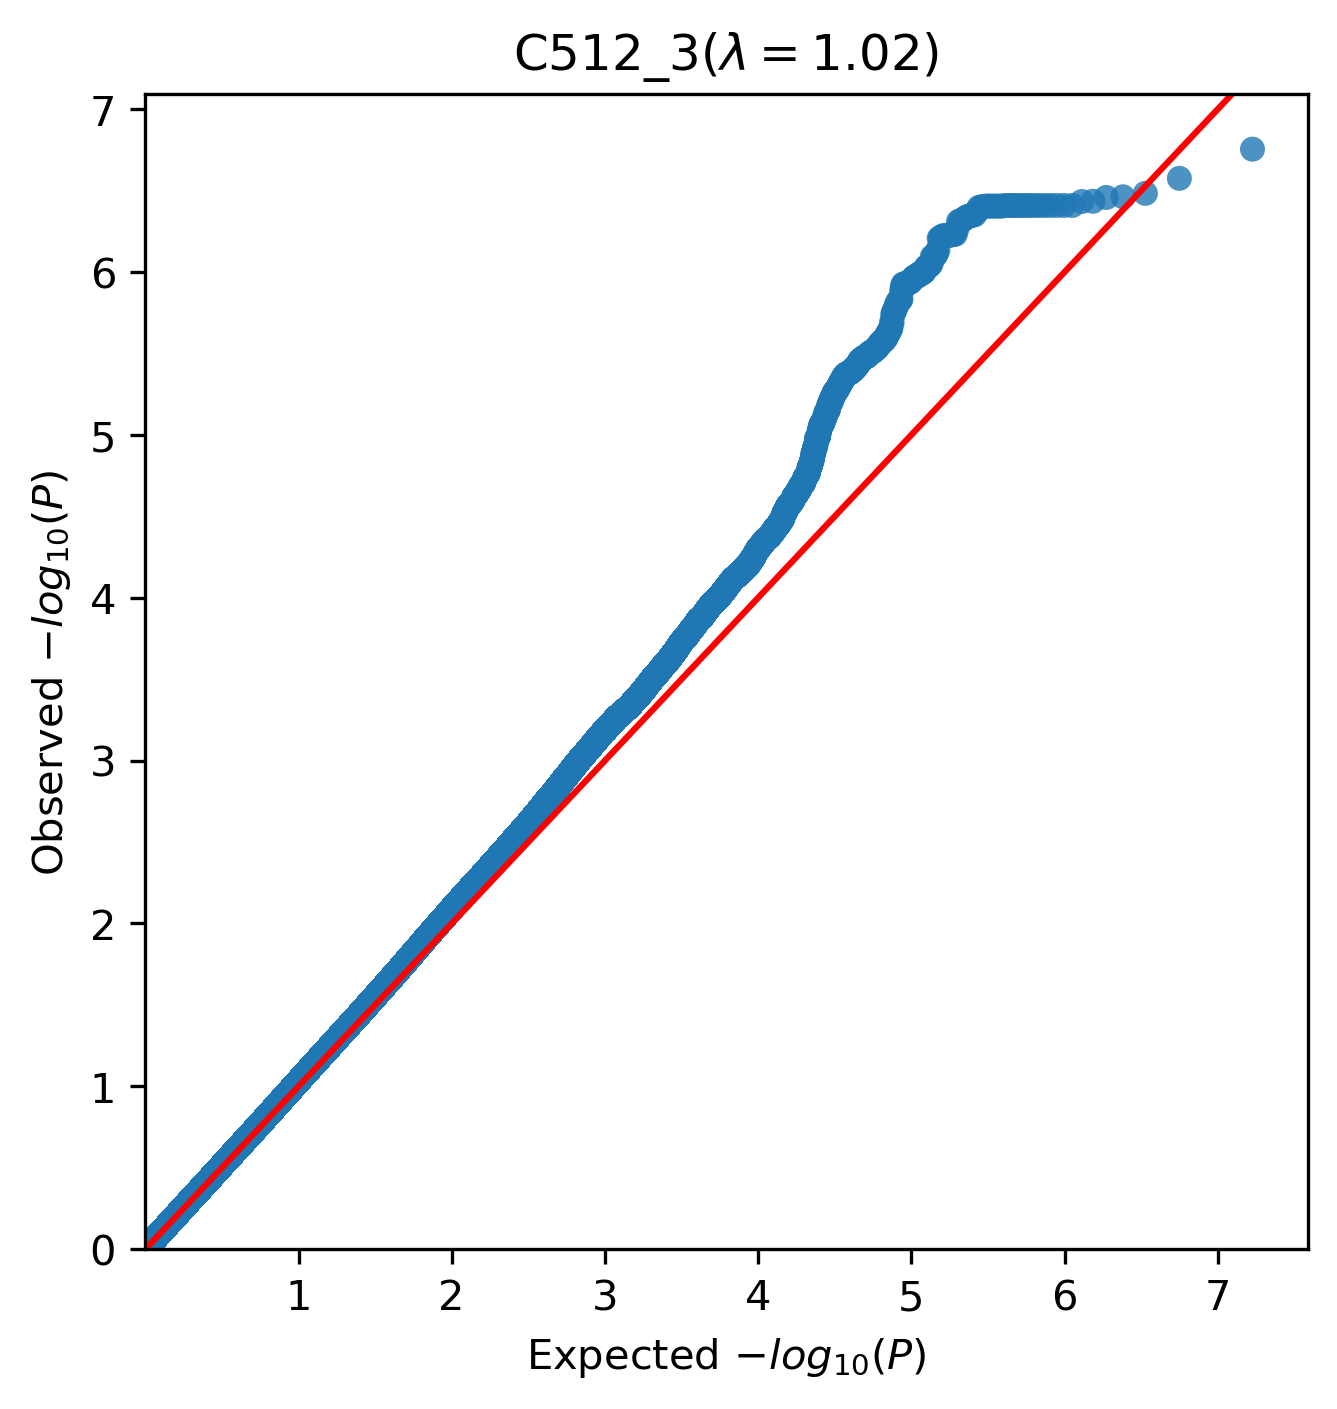 C512_3(λ = 1.02)
7
6
5
4
3
2
1
0
Observed −log₁₀(P)
1 2 3 4 5 6 7
Expected −log₁₀(P)